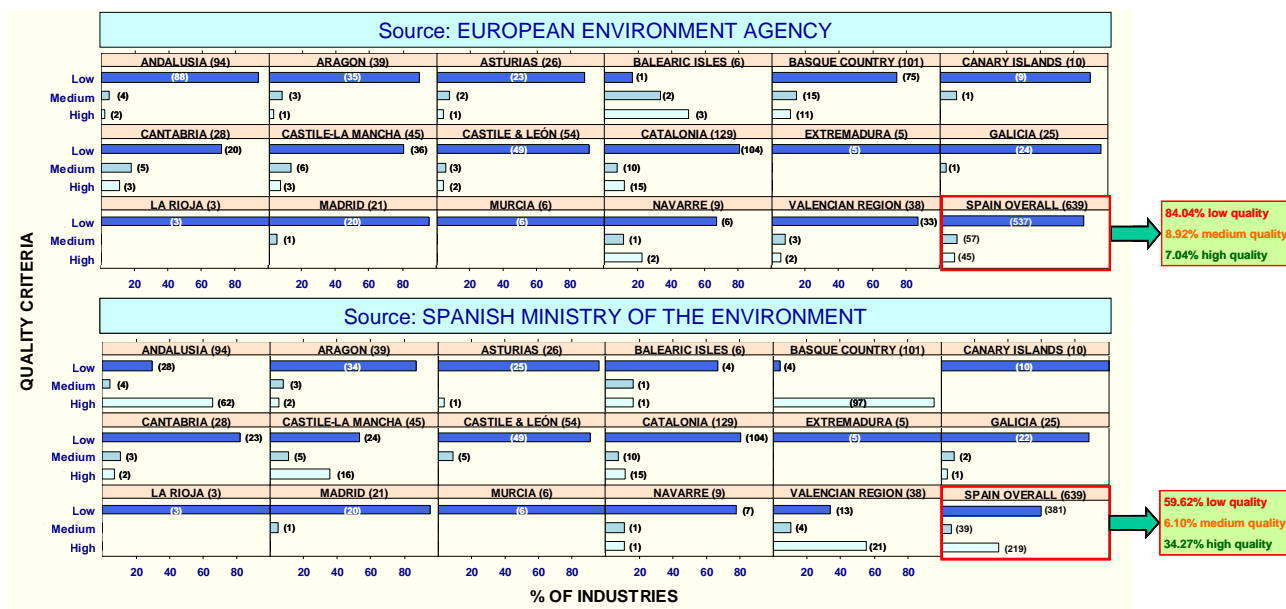 Source: EUROPEAN ENVIRONMENT AGENCY
ANDALUSIA (94) ARAGON (39) ASTURIAS (26) BALEARIC ISLES (6) BASQUE COUNTRY (101) CANARY ISLANDS (10)
Low (88) (35) (23) (1) (75) (9)
Medium (4) (3) (2) (2) (15) (1)
High (2) (1) (1) (3) (11)
CANTABRIA (28) CASTILE-LA MANCHA (45) CASTILE & LEÓN (54) CATALONIA (129) EXTREMADURA (5) GALICIA (25)
Low (20) (36) (49) (104) (5) (24)
Medium (5) (6) (3) (10) (1)
High (3) (3) (2) (15)
LA RIOJA (3) MADRID (21) MURCIA (6) NAVARRE (9) VALENCIAN REGION (38) SPAIN OVERALL (639)
Low (3) (20) (6) (6) (33) (537)
Medium (1) (1) (3) (57)
High (2) (2) (45)
84.04% low quality
8.92% medium quality
7.04% high quality
20 40 60 80 20 40 60 80 20 40 60 80 20 40 60 80 20 40 60 80 20 40 60 80
QUALITY CRITERIA
Source: SPANISH MINISTRY OF THE ENVIRONMENT
ANDALUSIA (94) ARAGON (39) ASTURIAS (26) BALEARIC ISLES (6) BASQUE COUNTRY (101) CANARY ISLANDS (10)
Low (28) (34) (25) (4) (4) (10)
Medium (4) (3) (1)
High (62) (2) (1) (1) (97)
CANTABRIA (28) CASTILE-LA MANCHA (45) CASTILE & LEÓN (54) CATALONIA (129) EXTREMADURA (5) GALICIA (25)
Low (23) (24) (49) (104) (5) (22)
Medium (3) (5) (5) (10) (2)
High (2) (16) (15) (1)
LA RIOJA (3) MADRID (21) MURCIA (6) NAVARRE (9) VALENCIAN REGION (38) SPAIN OVERALL (639)
Low (3) (20) (6) (7) (13) (381)
Medium (1) (1) (4) (39)
High (1) (21) (219)
59.62% low quality
6.10% medium quality
34.27% high quality
20 40 60 80 20 40 60 80 20 40 60 80 20 40 60 80 20 40 60 80
% OF INDUSTRIES